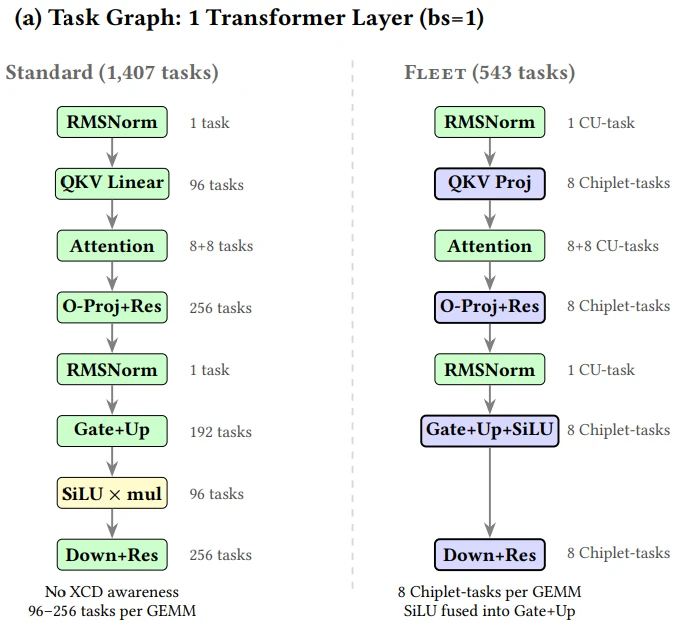 (a) Task Graph: 1 Transformer Layer (bs=1)
Standard (1,407 tasks)
RMSNorm 1 task
QKV Linear 96 tasks
Attention 8+8 tasks
O-Proj+Res 256 tasks
RMSNorm 1 task
Gate+Up 192 tasks
SiLU × mul 96 tasks
Down+Res 256 tasks
No XCD awareness
96–256 tasks per GEMM
FLEET (543 tasks)
RMSNorm 1 CU-task
QKV Proj 8 Chiplet-tasks
Attention 8+8 CU-tasks
O-Proj+Res 8 Chiplet-tasks
RMSNorm 1 CU-task
Gate+Up+SiLU 8 Chiplet-tasks
Down+Res 8 Chiplet-tasks
8 Chiplet-tasks per GEMM
SiLU fused into Gate+Up